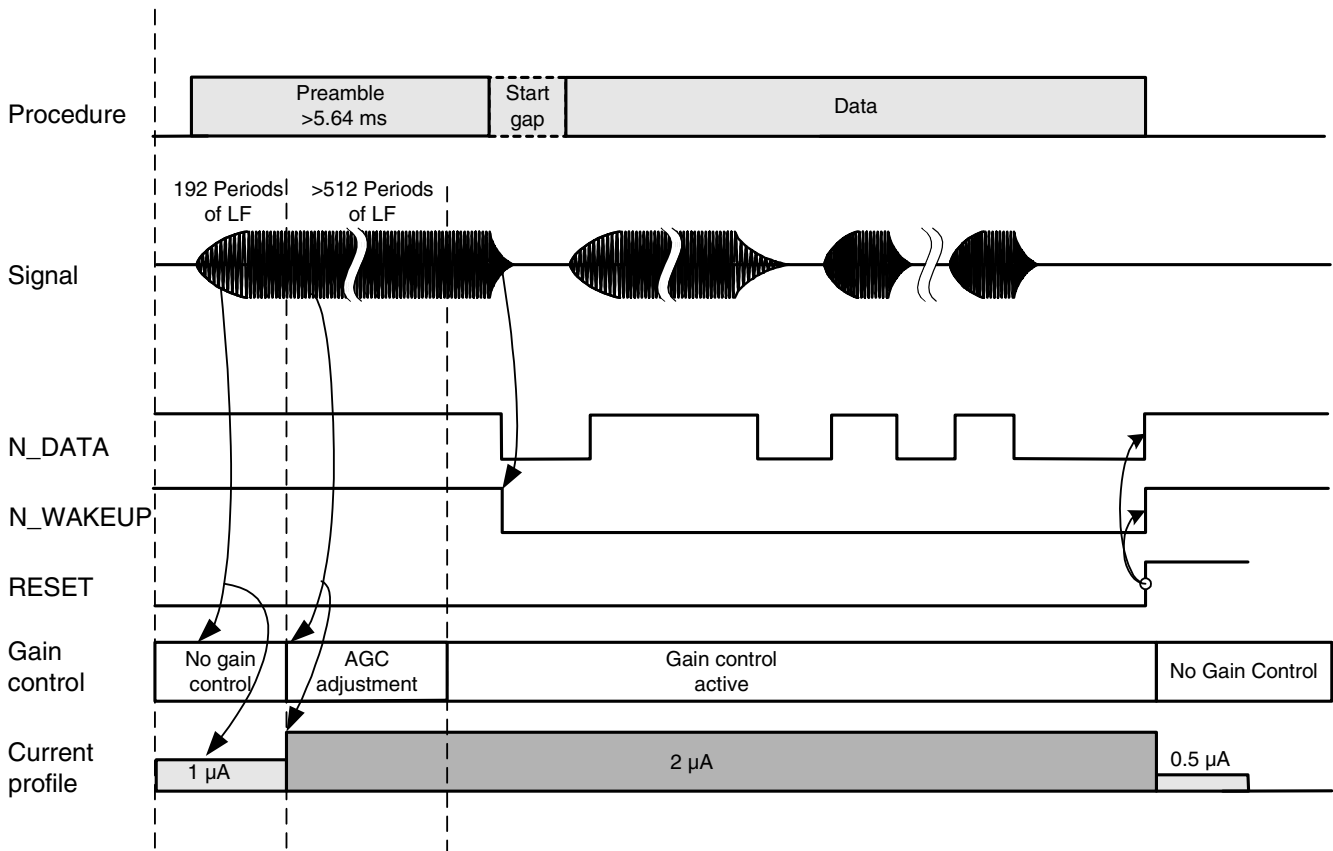 Procedure
Preamble
>5.64 ms
Start
gap
Data
192 Periods
of LF
>512 Periods
of LF
Signal
N_DATA
N_WAKEUP
RESET
Gain
control
No gain
control
AGC
adjustment
Gain control
active
No Gain Control
Current
profile
1 µA
2 µA
0.5 µA